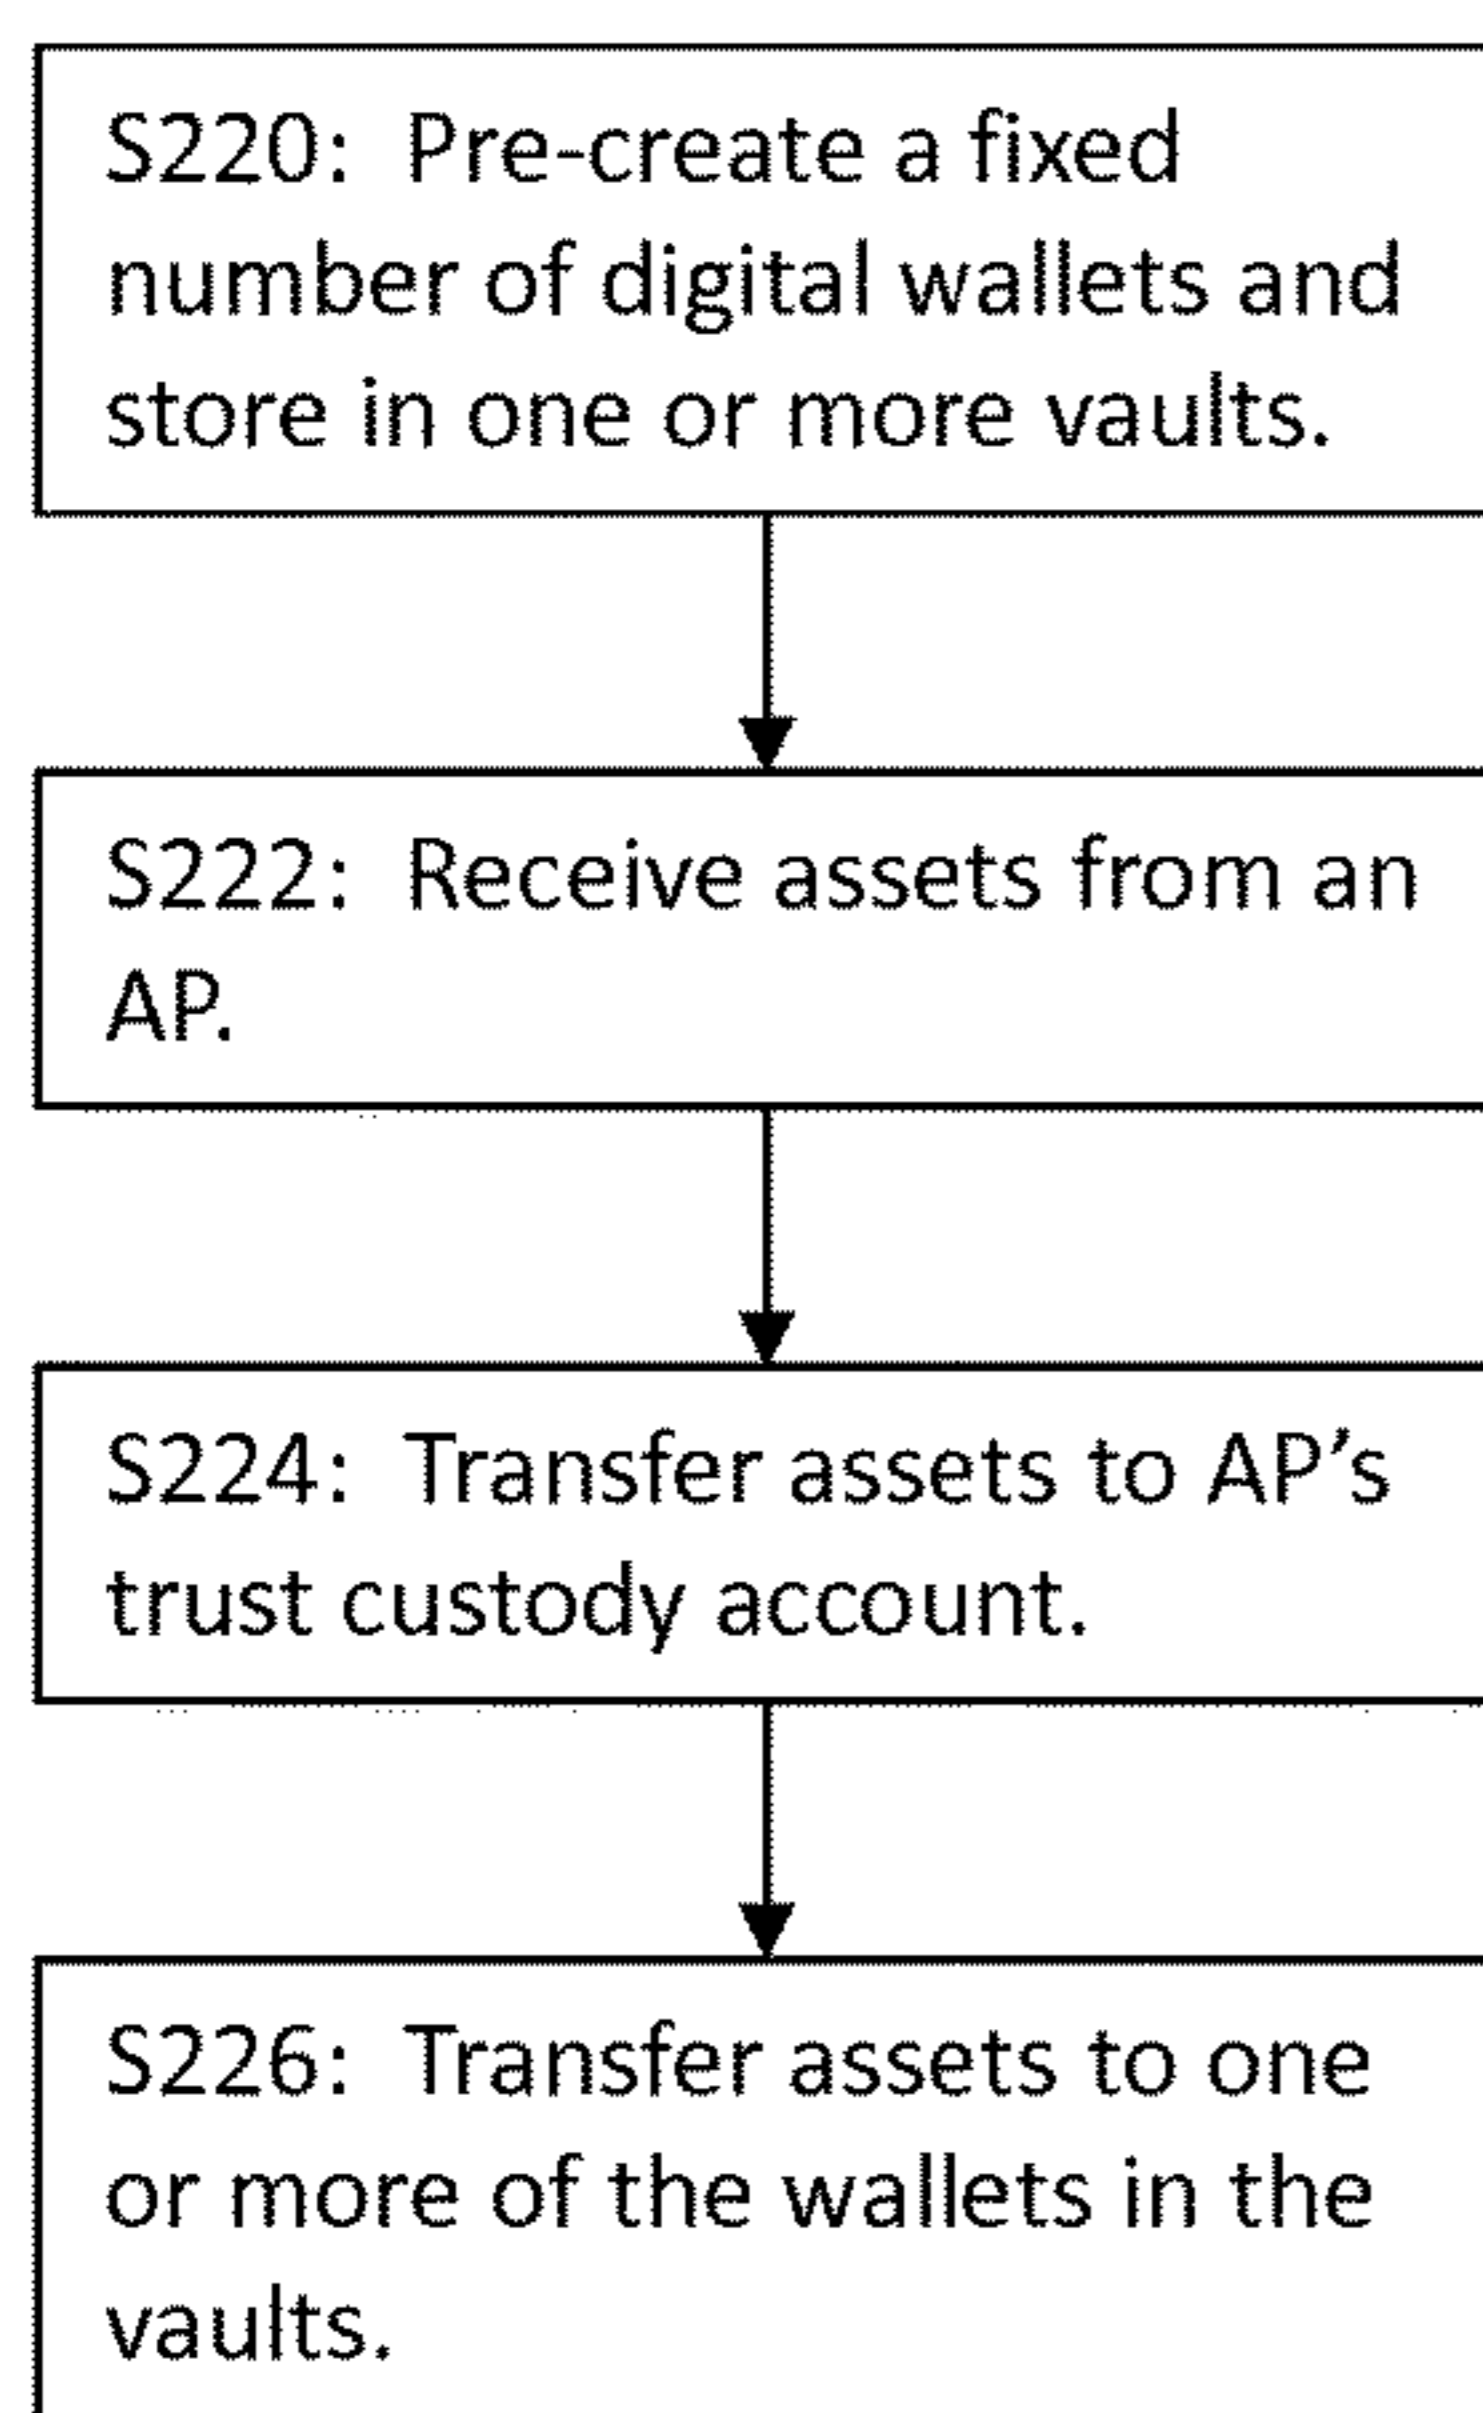 S220: Pre-create a fixed
number of digital wallets and
store in one or more vaults.
S222: Receive assets from an
AP.
S224: Transfer assets to AP’s
trust custody account.
S226: Transfer assets to one
or more of the wallets in the
vaults.